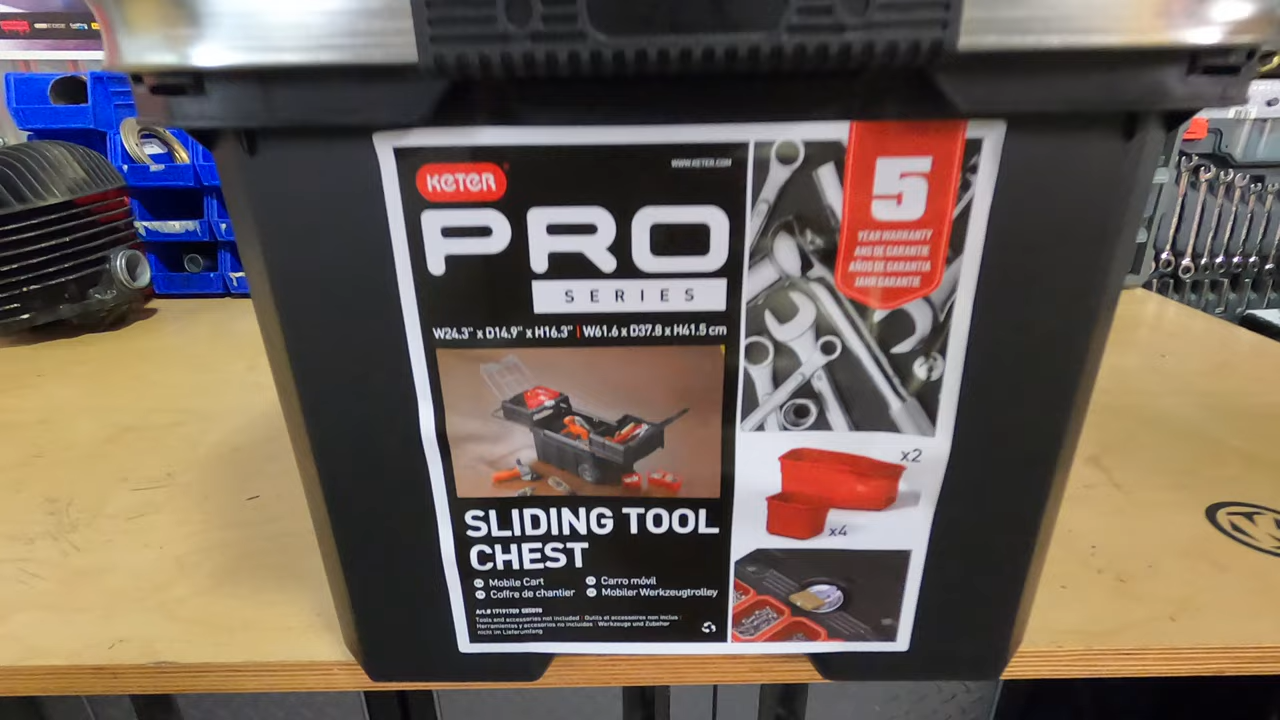 KETER
WWW.KETER.COM
PRO
SERIES
W24.3" x D14.9" x H16.3" | W61.6 x D37.8 x H41.5 cm
5
YEAR WARRANTY
ANS DE GARANTIE
AÑOS DE GARANTIA
JAHR GARANTIE
x2
x4
SLIDING TOOL
CHEST
Mobile Cart
Coffre de chantier
Carro móvil
Mobiler Werkzeugtrolley
Art.# 17191709
Tools and accessories not included | Outils et accessoires non inclus |
Herramientas y accesorios no incluidos | Werkzeuge und Zubehör
nicht im Lieferumfang